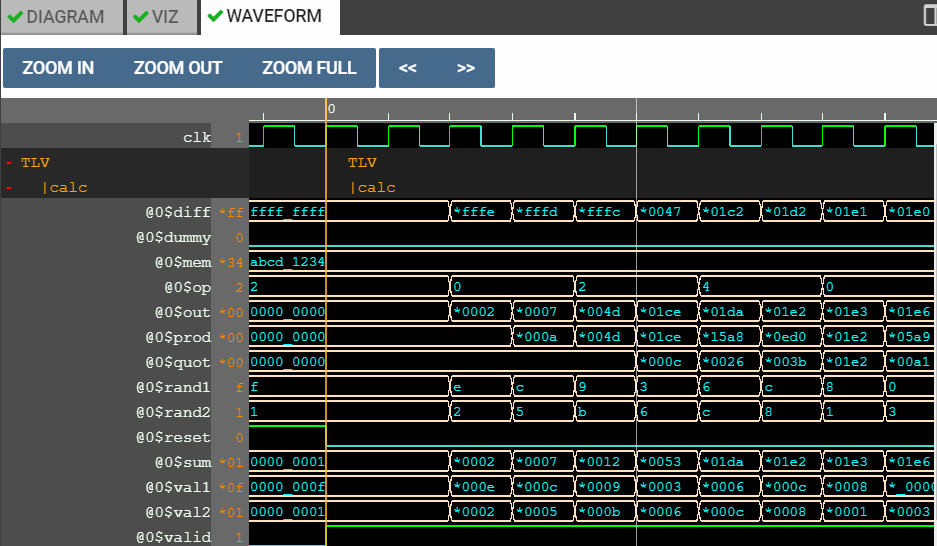 DIAGRAM VIZ WAVEFORM
ZOOM IN ZOOM OUT ZOOM FULL << >>
0
clk 1
- TLV TLV
- |calc |calc
@0$diff *ff ffff_ffff *fffe *fffd *fffc *0047 *01c2 *01d2 *01e1 *01e0
@0$dummy 0
@0$mem *34 abcd_1234
@0$op 2 2 0 2 4 0
@0$out *00 0000_0000 *0002 *0007 *004d *01ce *01da *01e2 *01e3 *01e6
@0$prod *00 0000_0000 *000a *004d *01ce *15a8 *0ed0 *01e2 *05a9
@0$quot *00 0000_0000 *000c *0026 *003b *01e2 *00a1
@0$rand1 f f e c 9 3 6 c 8 0
@0$rand2 1 1 2 5 b 6 c 8 1 3
@0$reset 0
@0$sum *01 0000_0001 *0002 *0007 *0012 *0053 *01da *01e2 *01e3 *01e6
@0$val1 *0f 0000_000f *000e *000c *0009 *0003 *0006 *000c *0008 *_0000
@0$val2 *01 0000_0001 *0002 *0005 *000b *0006 *000c *0008 *0001 *0003
@0$valid 1